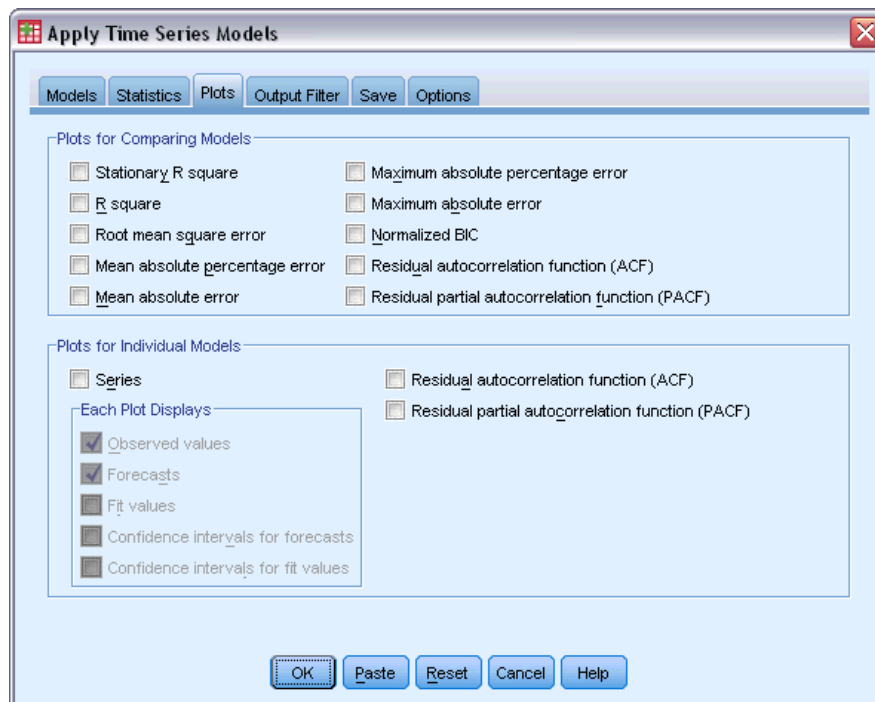 Apply Time Series Models
Models
Statistics
Plots
Output Filter
Save
Options
Plots for Comparing Models
Stationary R square
R square
Root mean square error
Mean absolute percentage error
Mean absolute error
Maximum absolute percentage error
Maximum absolute error
Normalized BIC
Residual autocorrelation function (ACF)
Residual partial autocorrelation function (PACF)
Plots for Individual Models
Series
Each Plot Displays
Observed values
Forecasts
Fit values
Confidence intervals for forecasts
Confidence intervals for fit values
Residual autocorrelation function (ACF)
Residual partial autocorrelation function (PACF)
OK
Paste
Reset
Cancel
Help